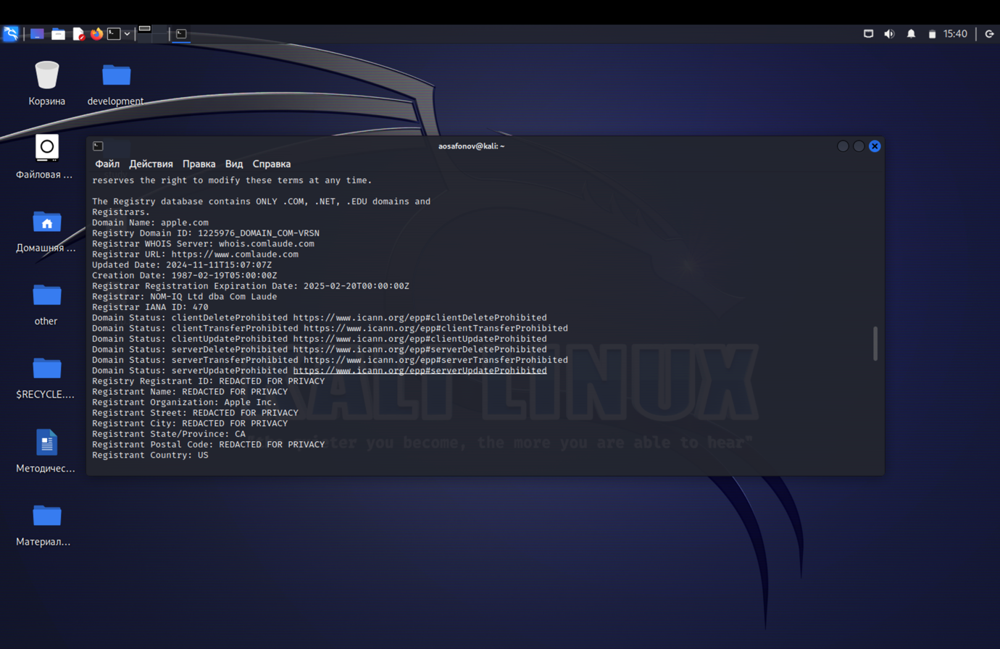 15:40
Корзина
development
Файловая ...
Домашняя ...
other
$RECYCLE....
Методичес...
Материал...
aosafonov@kali: ~
Файл Действия Правка Вид Справка
reserves the right to modify these terms at any time.
The Registry database contains ONLY .COM, .NET, .EDU domains and
Registrars.
Domain Name: apple.com
Registry Domain ID: 1225976_DOMAIN_COM-VRSN
Registrar WHOIS Server: whois.comlaude.com
Registrar URL: https://www.comlaude.com
Updated Date: 2024-11-11T15:07:07Z
Creation Date: 1987-02-19T05:00:00Z
Registrar Registration Expiration Date: 2025-02-20T00:00:00Z
Registrar: NOM-IQ Ltd dba Com Laude
Registrar IANA ID: 470
Domain Status: clientDeleteProhibited https://www.icann.org/epp#clientDeleteProhibited
Domain Status: clientTransferProhibited https://www.icann.org/epp#clientTransferProhibited
Domain Status: clientUpdateProhibited https://www.icann.org/epp#clientUpdateProhibited
Domain Status: serverDeleteProhibited https://www.icann.org/epp#serverDeleteProhibited
Domain Status: serverTransferProhibited https://www.icann.org/epp#serverTransferProhibited
Domain Status: serverUpdateProhibited https://www.icann.org/epp#serverUpdateProhibited
Registry Registrant ID: REDACTED FOR PRIVACY
Registrant Name: REDACTED FOR PRIVACY
Registrant Organization: Apple Inc.
Registrant Street: REDACTED FOR PRIVACY
Registrant City: REDACTED FOR PRIVACY
Registrant State/Province: CA
Registrant Postal Code: REDACTED FOR PRIVACY
Registrant Country: US
KALI LINUX
you become, the more you are able to hear"